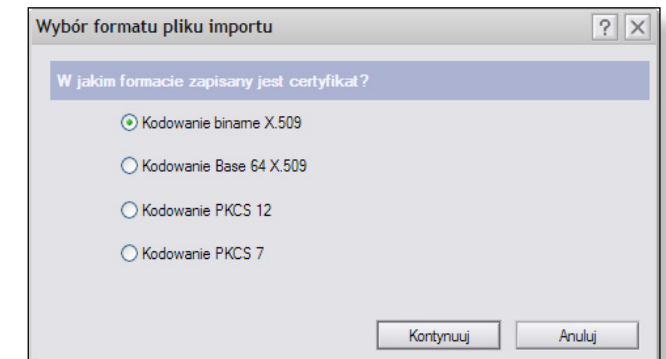 Wybór formatu pliku importu
W jakim formacie zapisany jest certyfikat?
Kodowanie binarne X.509
Kodowanie Base 64 X.509
Kodowanie PKCS 12
Kodowanie PKCS 7
Kontynuuj Anuluj